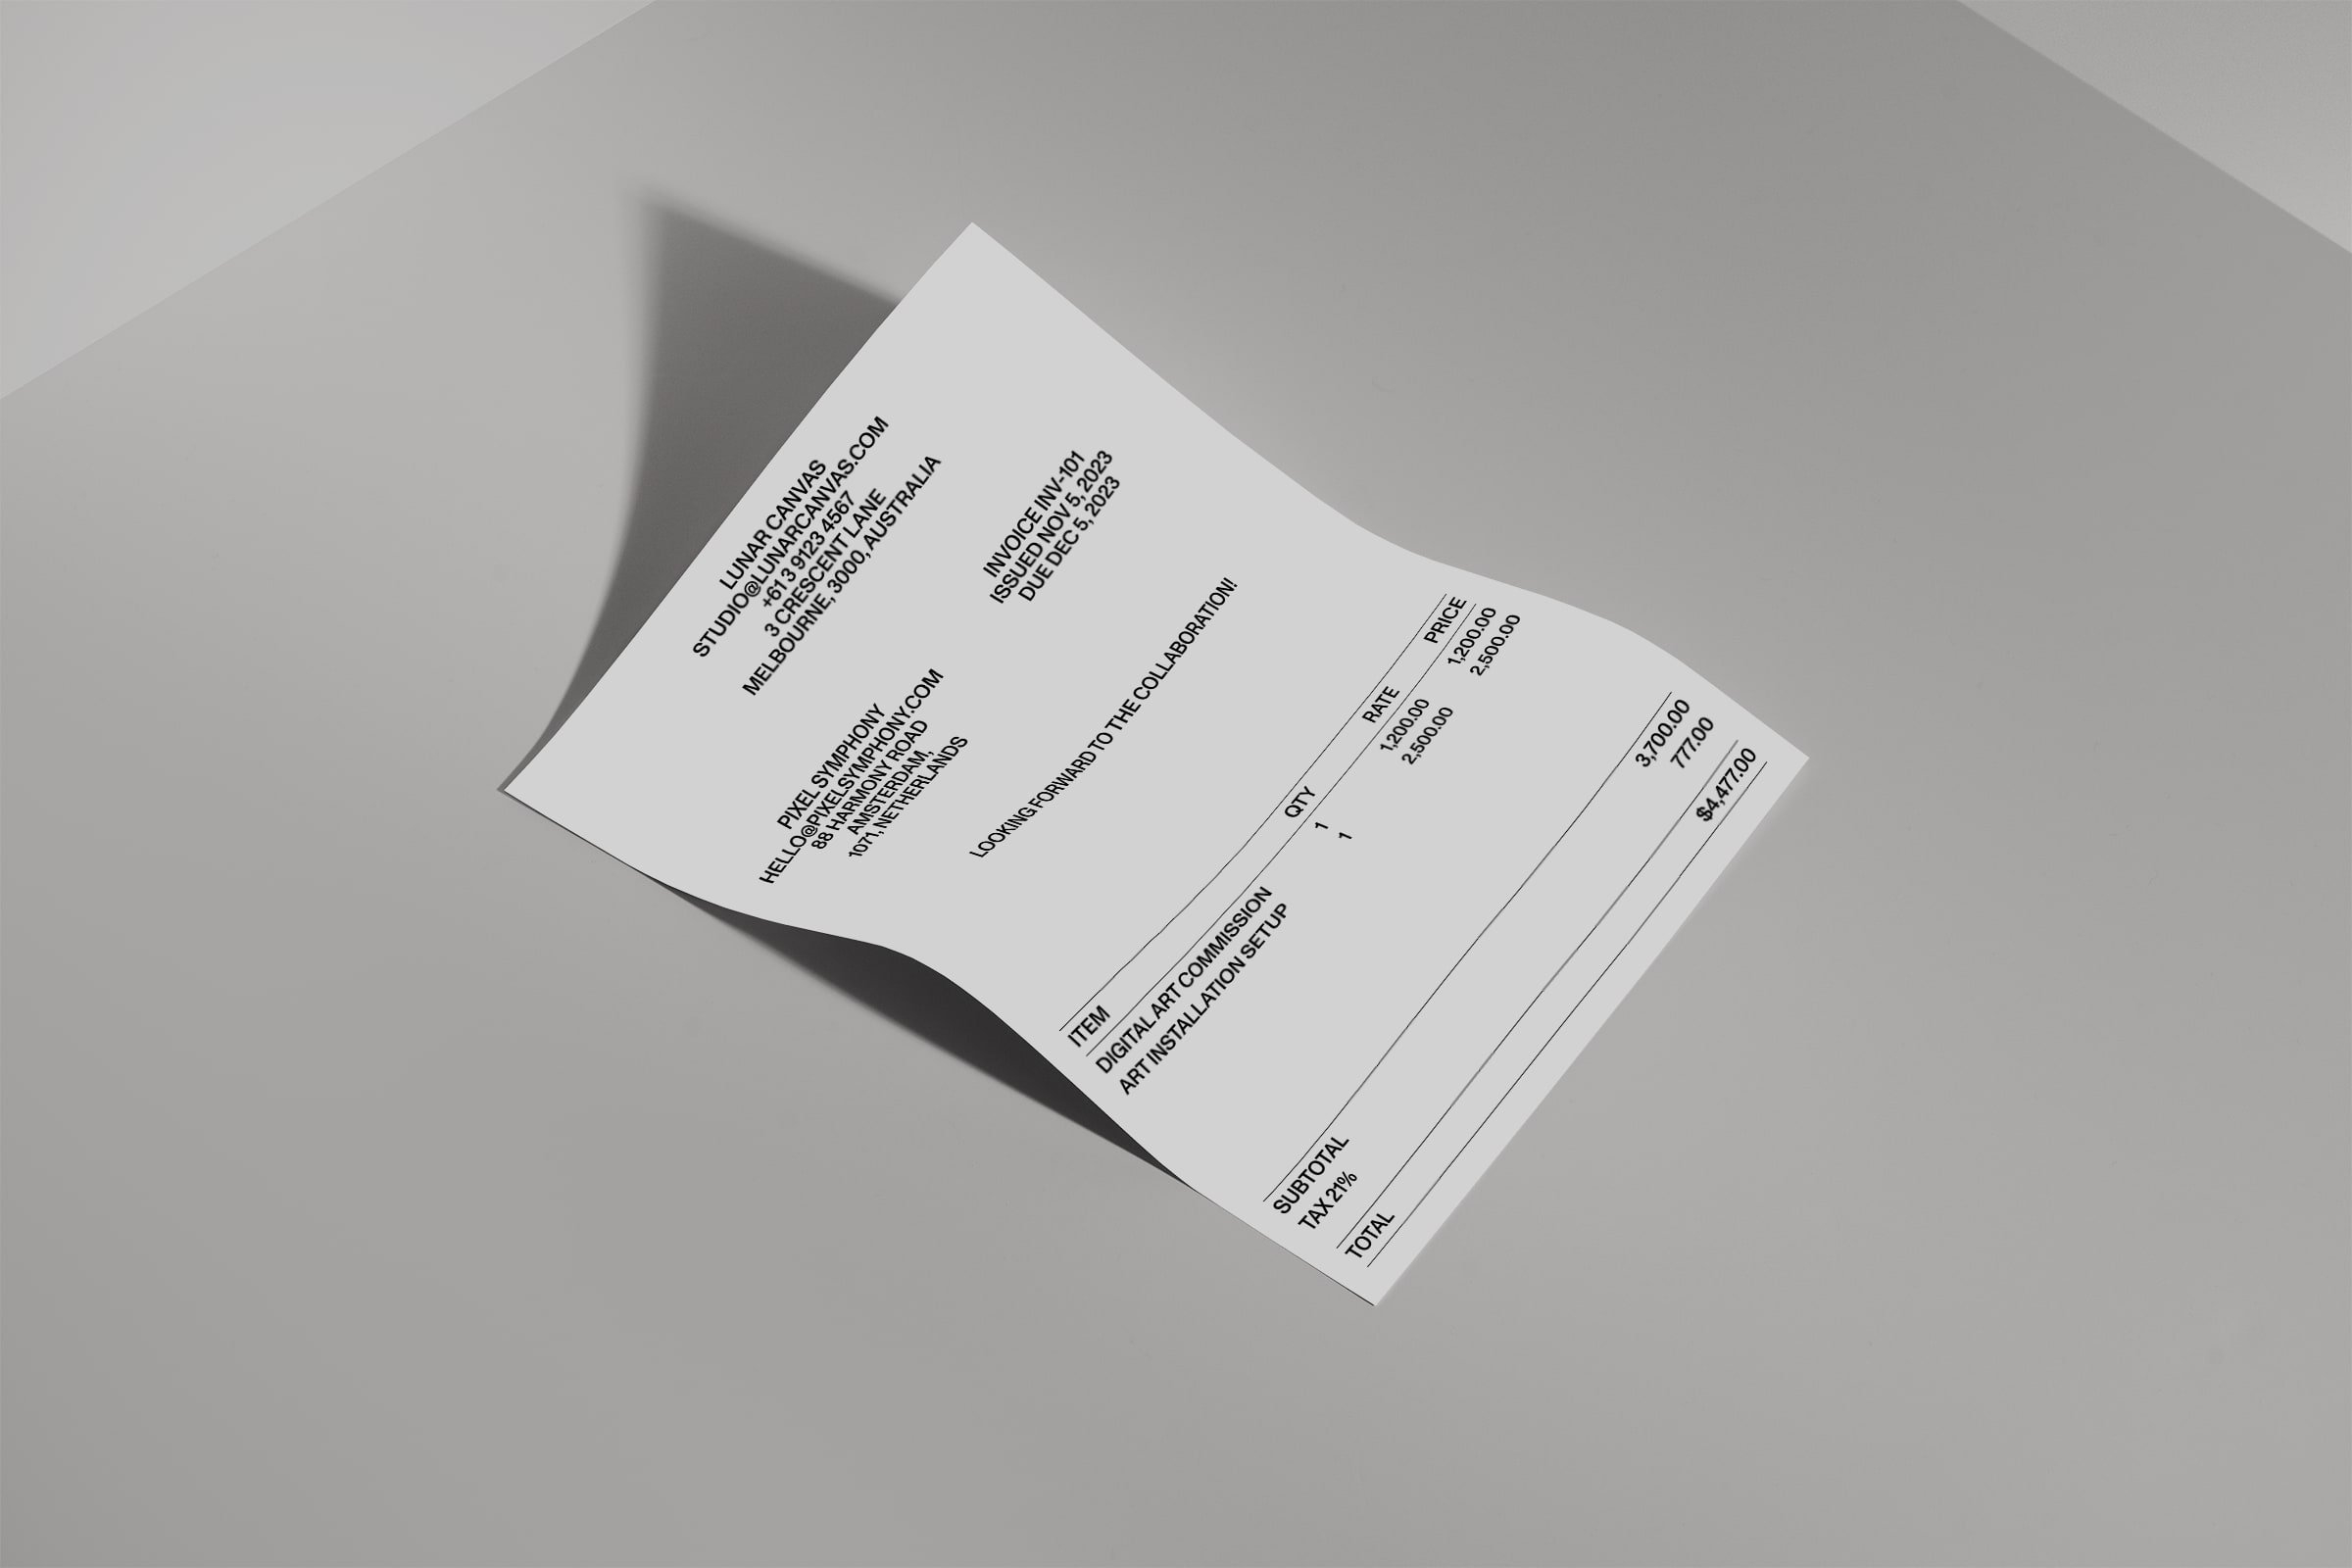 LUNAR CANVAS
STUDIO@LUNARCANVAS.COM
+61 3 9123 4567
3 CRESCENT LANE
MELBOURNE, 3000, AUSTRALIA
PIXEL SYMPHONY
HELLO@PIXELSYMPHONY.COM
88 HARMONY ROAD
AMSTERDAM,
1071, NETHERLANDS
INVOICE INV-101
ISSUED NOV 5, 2023
DUE DEC 5, 2023
LOOKING FORWARD TO THE COLLABORATION!
ITEM QTY RATE PRICE
DIGITAL ART COMMISSION 1 1,200.00 1,200.00
ART INSTALLATION SETUP 1 2,500.00 2,500.00
SUBTOTAL 3,700.00
TAX 21% 777.00
TOTAL $4,477.00